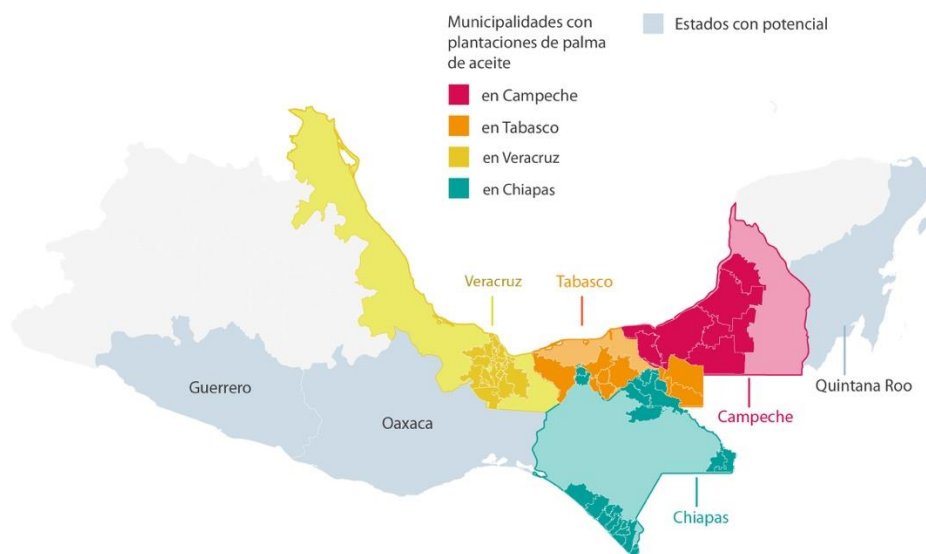 Municipalidades con
plantaciones de palma
de aceite
Estados con potencial
en Campeche
en Tabasco
en Veracruz
en Chiapas
Veracruz
Tabasco
Guerrero
Oaxaca
Quintana Roo
Campeche
Chiapas